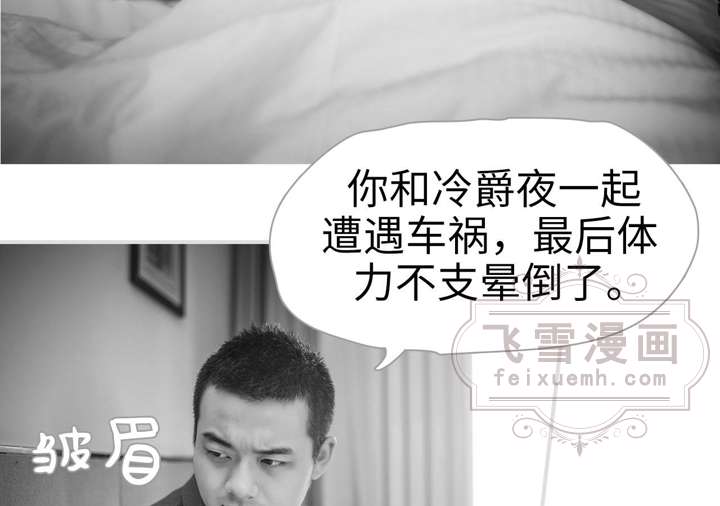 你和冷爵夜一起
遭遇车祸，最后体
力不支晕倒了。
飞雪漫画
feixuemh.com
皱眉